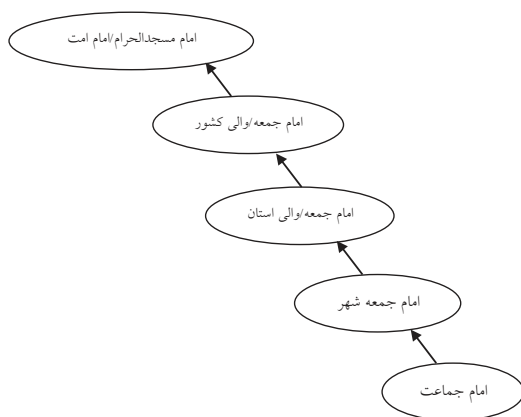 امام مسجدالحرام/امام امت
امام جمعه/والی کشور
امام جمعه/والی استان
امام جمعه شهر
امام جماعت